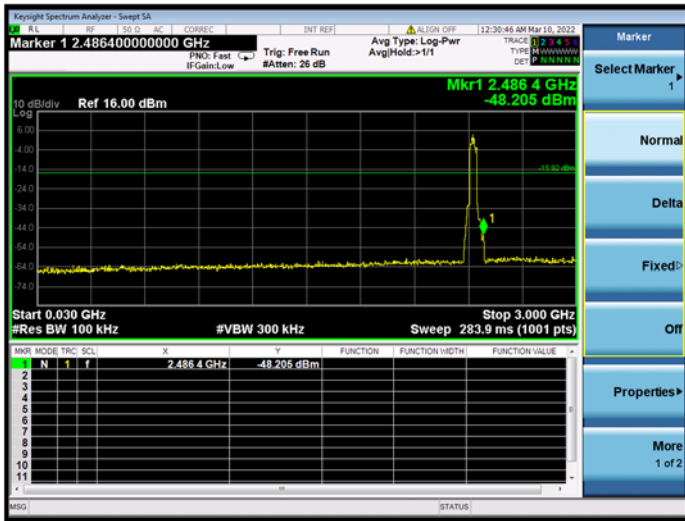 Keysight Spectrum Analyzer - Swept SA
RL RF 50 Ω AC CORREC INT REF ALIGN OFF 12:30:46 AM Mar 10, 2022
Marker 1 2.486400000000 GHz
PNO: Fast
IFGain:Low
Trig: Free Run
#Atten: 26 dB
Avg Type: Log-Pwr
Avg|Hold:>1/1
TRACE 1 2 3 4 5 6
TYPE M W W W W W
DET P N N N N N
Mkr1 2.486 4 GHz
-48.205 dBm
10 dB/div Ref 16.00 dBm
Log
6.00
-4.00
-14.0
-15.92 dBm
-24.0
-34.0
-44.0
1
-54.0
-64.0
-74.0
Start 0.030 GHz Stop 3.000 GHz
#Res BW 100 kHz #VBW 300 kHz Sweep 283.9 ms (1001 pts)
MKR MODE TRC SCL X Y FUNCTION FUNCTION WIDTH FUNCTION VALUE
1 N 1 f 2.486 4 GHz -48.205 dBm
2
3
4
5
6
7
8
9
10
11
MSG STATUS
Marker
Select Marker
1
Normal
Delta
Fixed
Off
Properties
More
1 of 2